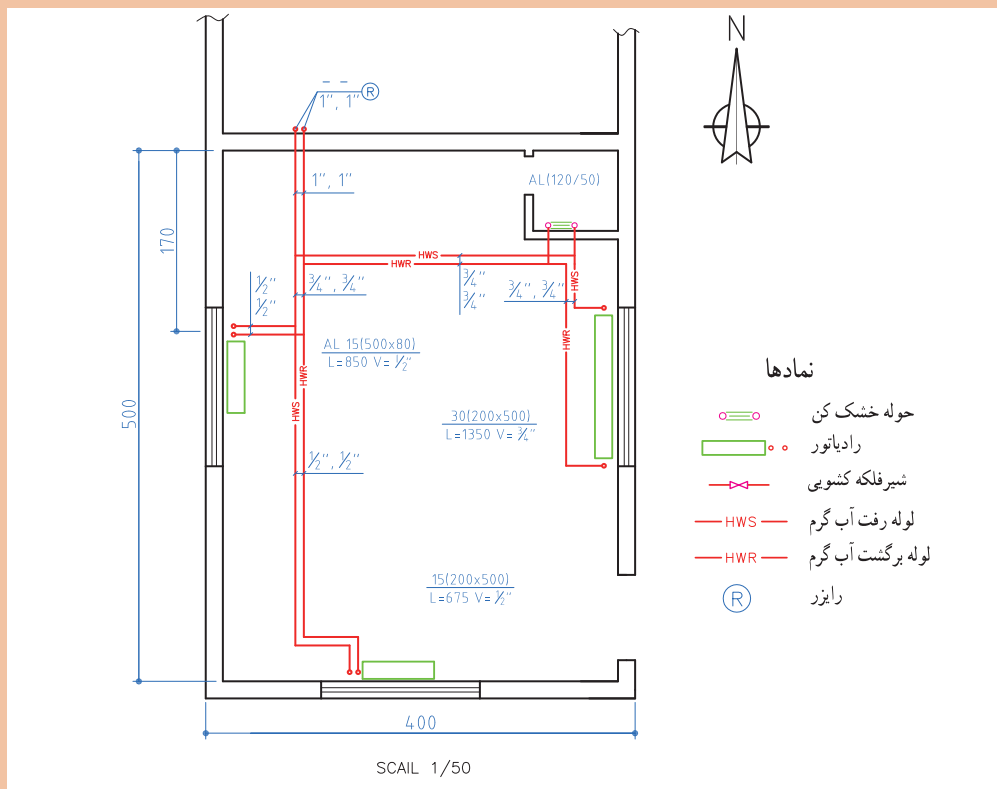 N
1", 1" R
1", 1"
AL(120/50)
170
HWS
HWR
1/2"
1/2"
3/4", 3/4"
3/4"
3/4"
3/4", 3/4"
HWS
HWR
AL 15(500x80)
L=850 V= 1/2"
HWR
HWS
500
30(200x500)
L=1350 V= 3/4"
1/2", 1/2"
15(200x500)
L=675 V= 1/2"
400
SCAIL 1/50
نمادها
حوله خشک کن
رادیاتور
شیرفلکه کشویی
HWS لوله رفت آب گرم
HWR لوله برگشت آب گرم
R رایزر